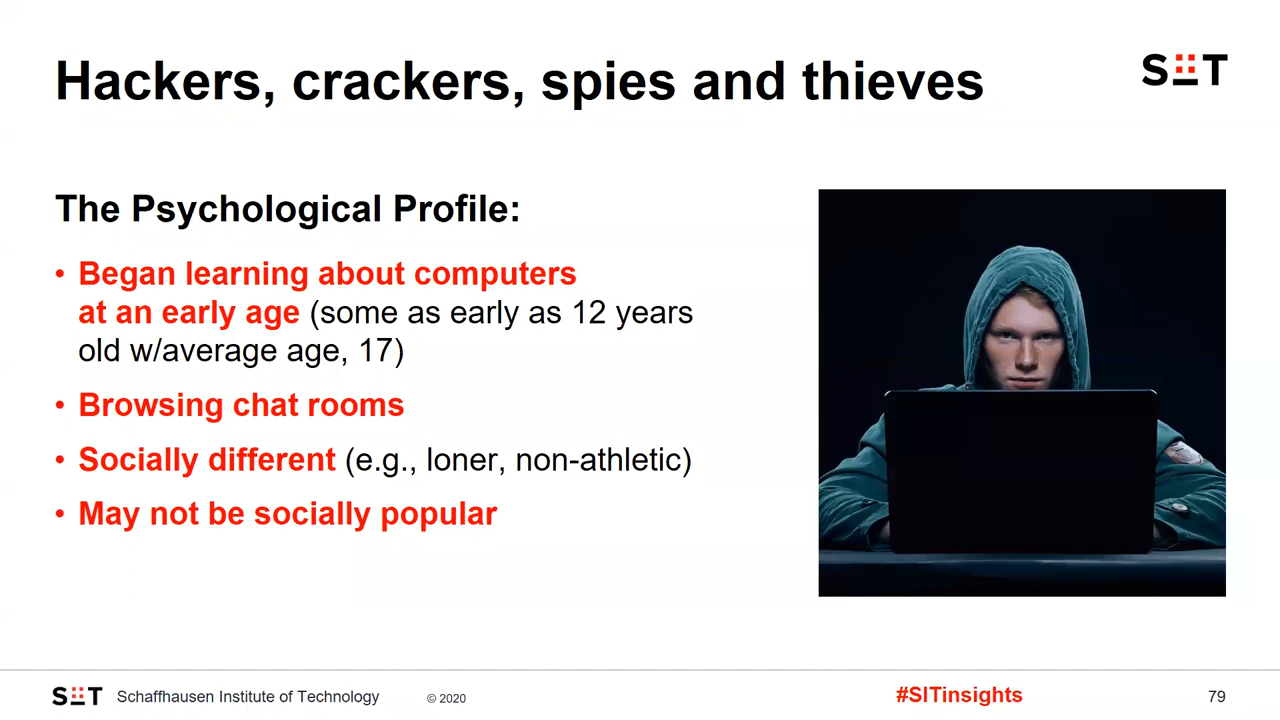 Hackers, crackers, spies and thieves
SIT
The Psychological Profile:
• Began learning about computers
at an early age (some as early as 12 years
old w/average age, 17)
• Browsing chat rooms
• Socially different (e.g., loner, non-athletic)
• May not be socially popular
SIT Schaffhausen Institute of Technology © 2020 #SITinsights 79